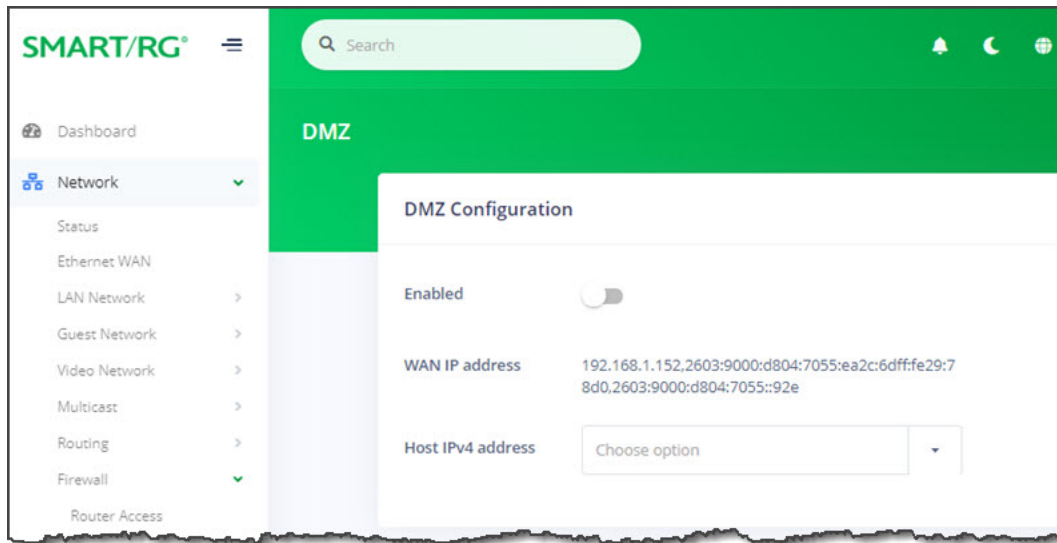 SMART/RG®
Search
Dashboard
Network
Status
Ethernet WAN
LAN Network
Guest Network
Video Network
Multicast
Routing
Firewall
Router Access
DMZ
DMZ Configuration
Enabled
WAN IP address
192.168.1.152,2603:9000:d804:7055:ea2c:6dff:fe29:7
8d0,2603:9000:d804:7055::92e
Host IPv4 address
Choose option